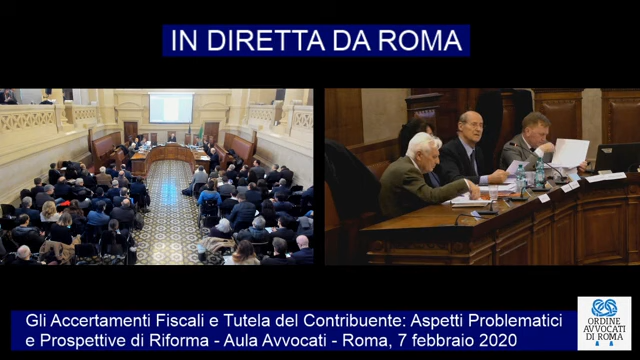 IN DIRETTA DA ROMA
Gli Accertamenti Fiscali e Tutela del Contribuente: Aspetti Problematici
e Prospettive di Riforma - Aula Avvocati - Roma, 7 febbraio 2020
ORDINE
AVVOCATI
DI ROMA